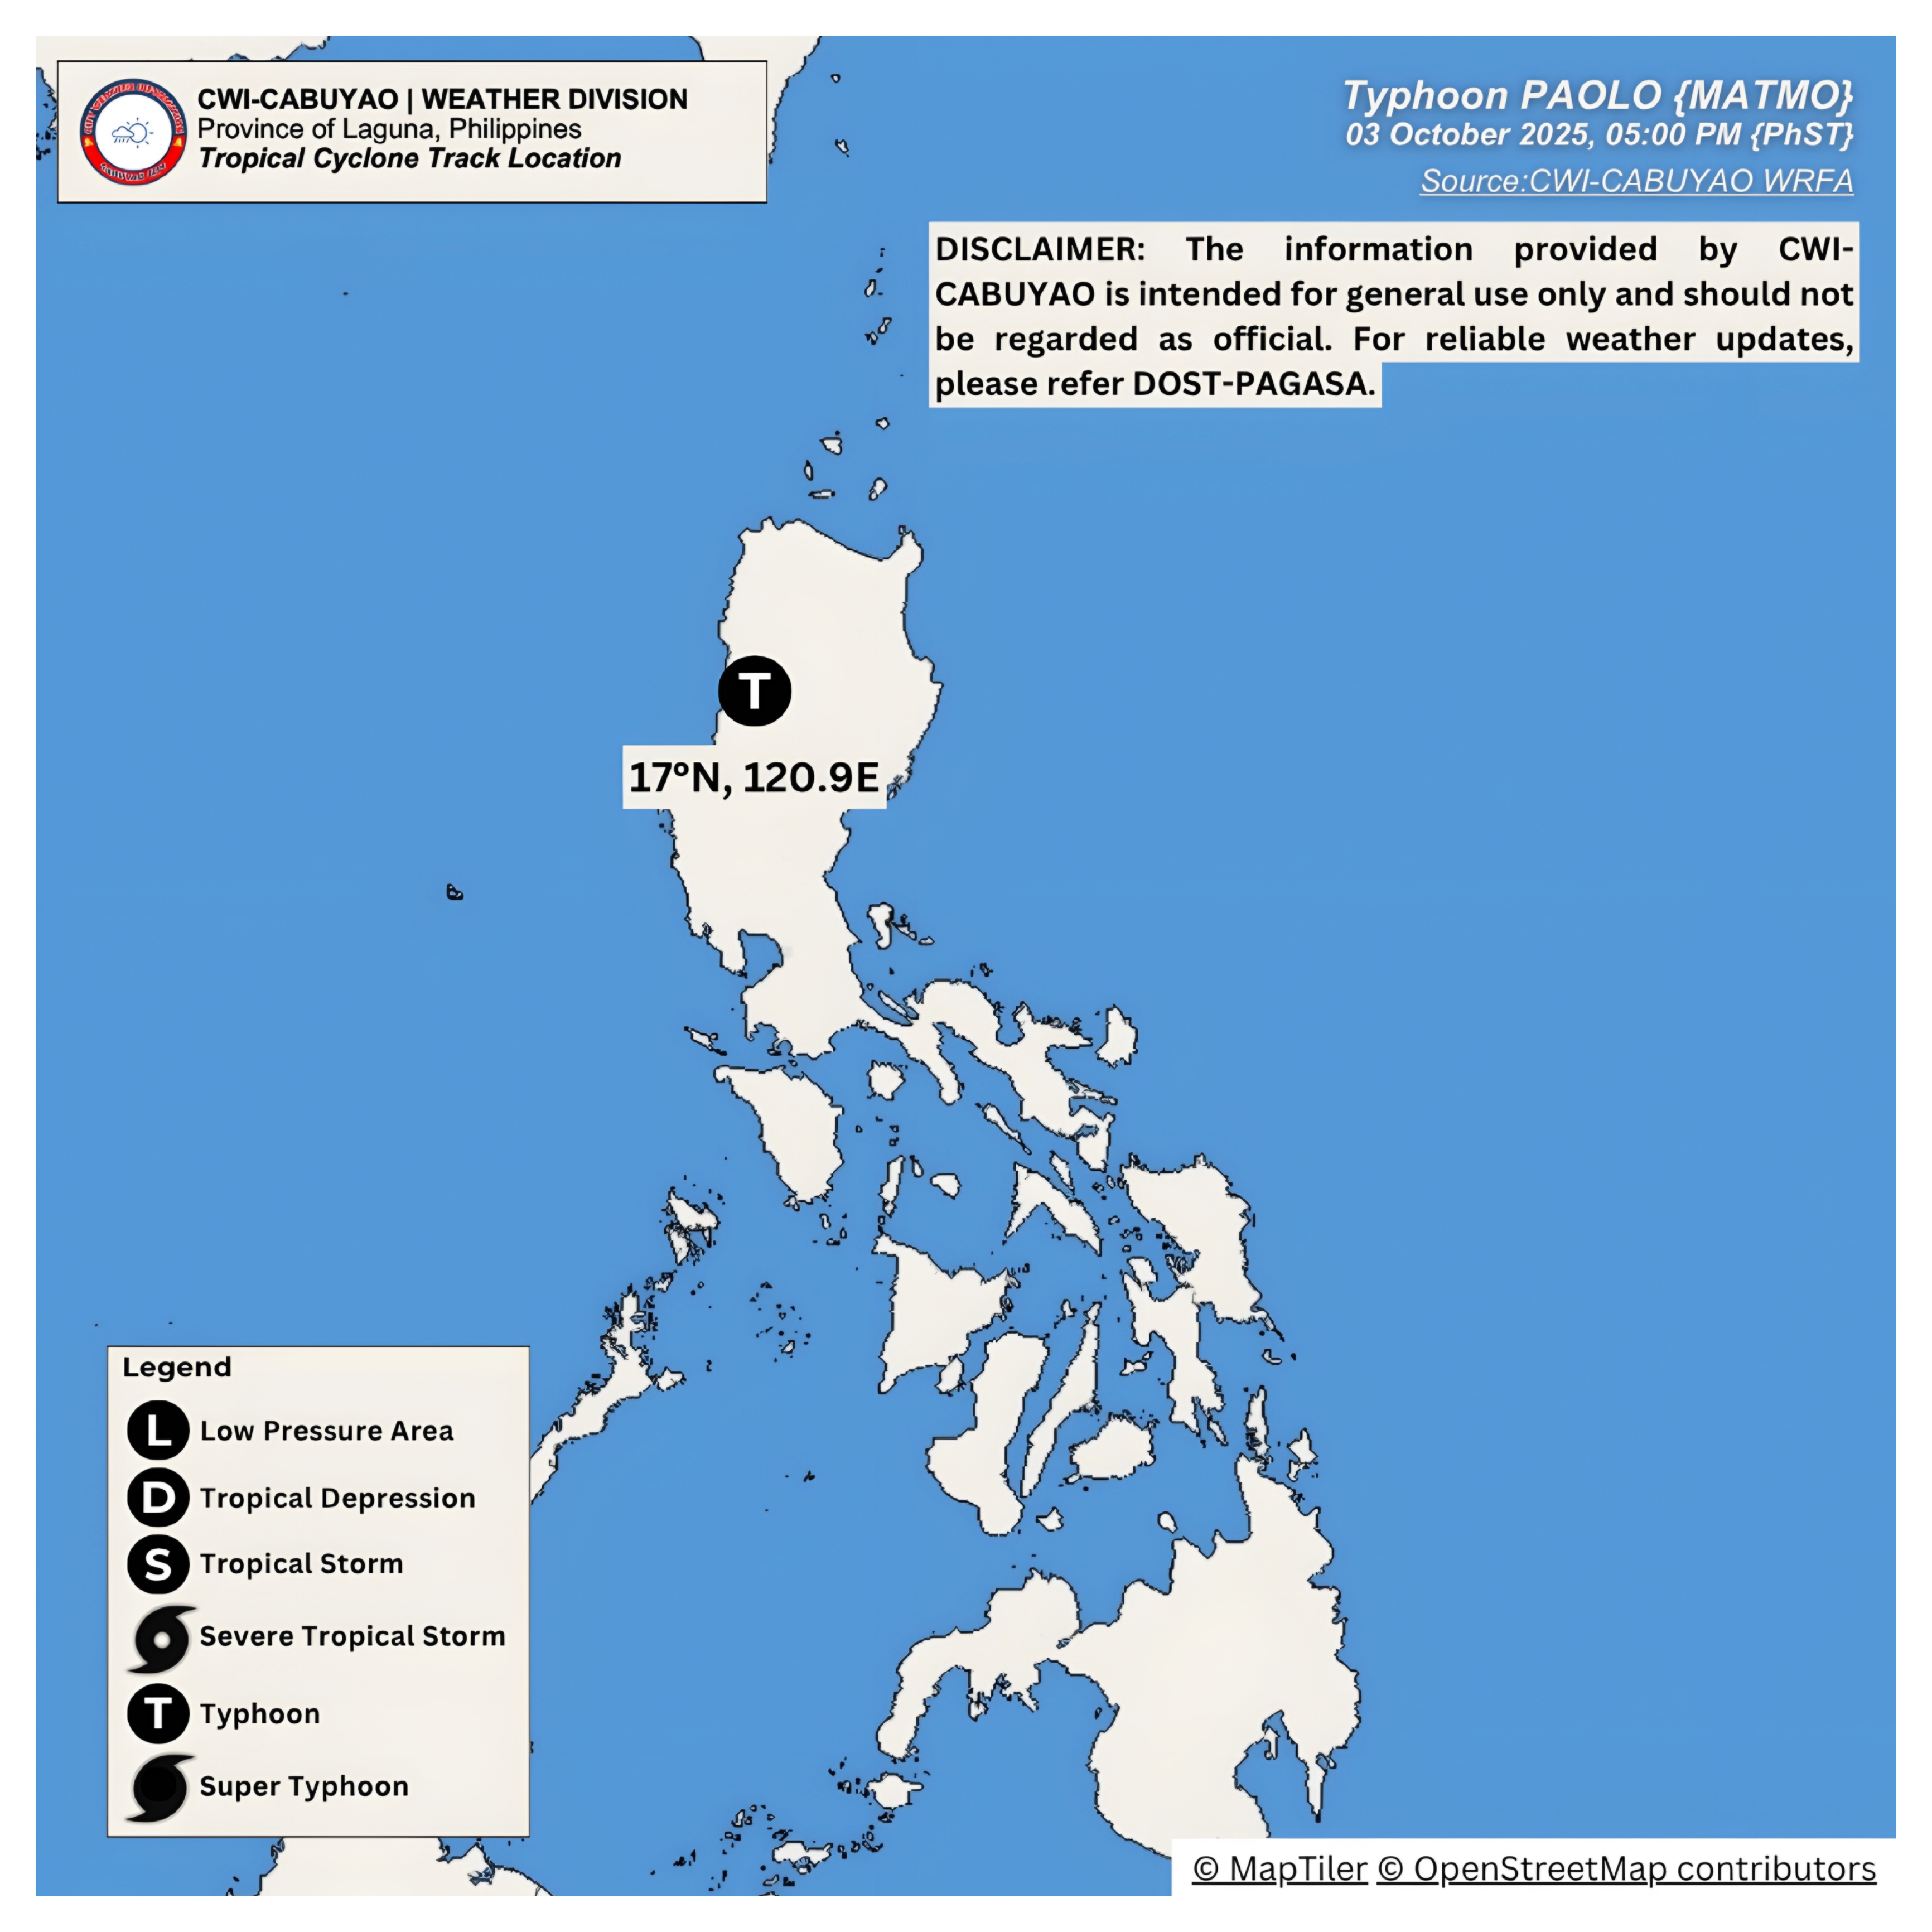 CWI-CABUYAO | WEATHER DIVISION
Province of Laguna, Philippines
Tropical Cyclone Track Location
Typhoon PAOLO {MATMO}
03 October 2025, 05:00 PM {PhST}
Source:CWI-CABUYAO WRFA
DISCLAIMER: The information provided by CWI-
CABUYAO is intended for general use only and should not
be regarded as official. For reliable weather updates,
please refer DOST-PAGASA.
T
17°N, 120.9E
Legend
L Low Pressure Area
D Tropical Depression
S Tropical Storm
Severe Tropical Storm
T Typhoon
Super Typhoon
© MapTiler © OpenStreetMap contributors